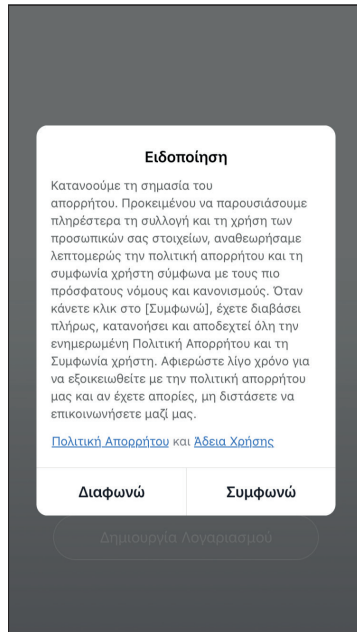 Ειδοποίηση
Κατανοούμε τη σημασία του
απορρήτου. Προκειμένου να παρουσιάσουμε
πληρέστερα τη συλλογή και τη χρήση των
προσωπικών σας στοιχείων, αναθεωρήσαμε
λεπτομερώς την πολιτική απορρήτου και τη
συμφωνία χρήστη σύμφωνα με τους πιο
πρόσφατους νόμους και κανονισμούς. Όταν
κάνετε κλικ στο [Συμφωνώ], έχετε διαβάσει
πλήρως, κατανοήσει και αποδεχτεί όλη την
ενημερωμένη Πολιτική Απορρήτου και τη
Συμφωνία χρήστη. Αφιερώστε λίγο χρόνο για
να εξοικειωθείτε με την πολιτική απορρήτου
μας και αν έχετε απορίες, μη διστάσετε να
επικοινωνήσετε μαζί μας.
Πολιτική Απορρήτου και Άδεια Χρήσης
Διαφωνώ Συμφωνώ
Δημιουργία Λογαριασμού